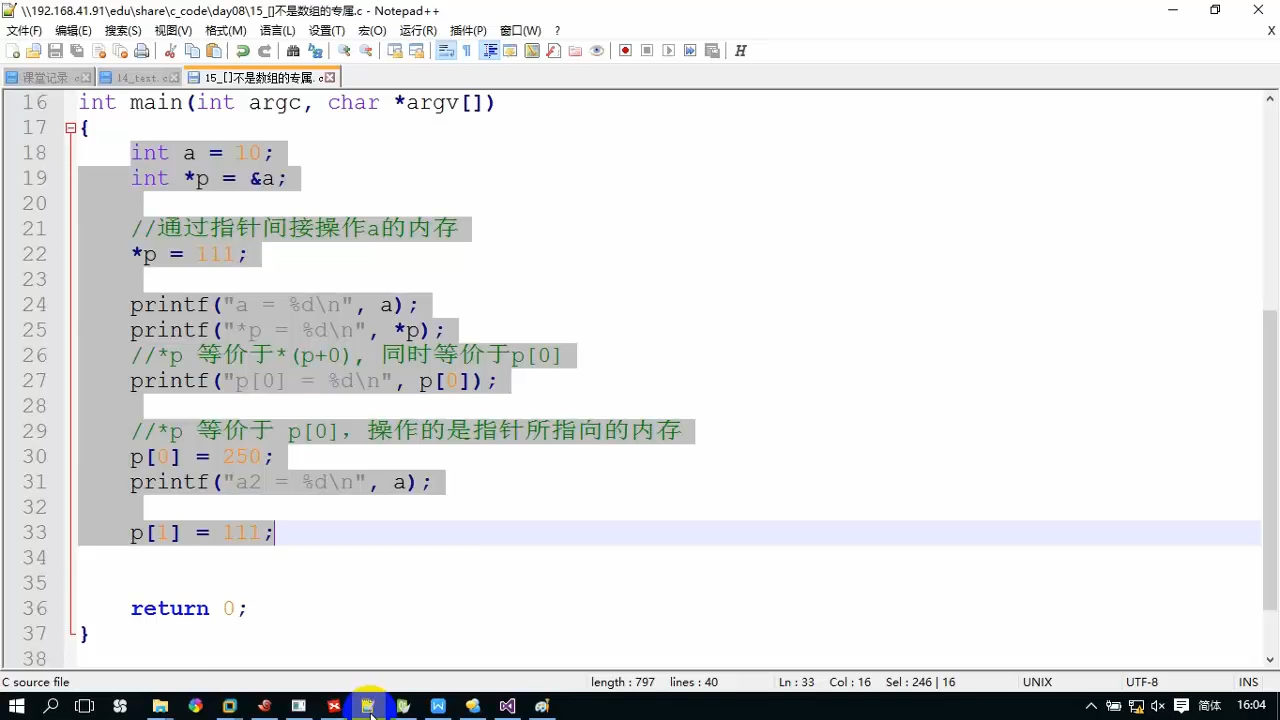 \\192.168.41.91\edu\share\c_code\day08\15_[]不是数组的专属.c - Notepad++
文件(F) 编辑(E) 搜索(S) 视图(V) 格式(M) 语言(L) 设置(T) 宏(O) 运行(R) 插件(P) 窗口(W) ? X
课堂记录.c 14_test.c 15_[]不是数组的专属.c
16 int main(int argc, char *argv[])
17 {
18 int a = 10;
19 int *p = &a;
20
21 //通过指针间接操作a的内存
22 *p = 111;
23
24 printf("a = %d\n", a);
25 printf("*p = %d\n", *p);
26 //*p 等价于*(p+0), 同时等价于p[0]
27 printf("p[0] = %d\n", p[0]);
28
29 //*p 等价于 p[0]，操作的是指针所指向的内存
30 p[0] = 250;
31 printf("a2 = %d\n", a);
32
33 p[1] = 111;
34
35
36 return 0;
37 }
38
C source file length : 797 lines : 40 Ln : 33 Col : 16 Sel : 246 | 16 UNIX UTF-8 INS
简体 16:04